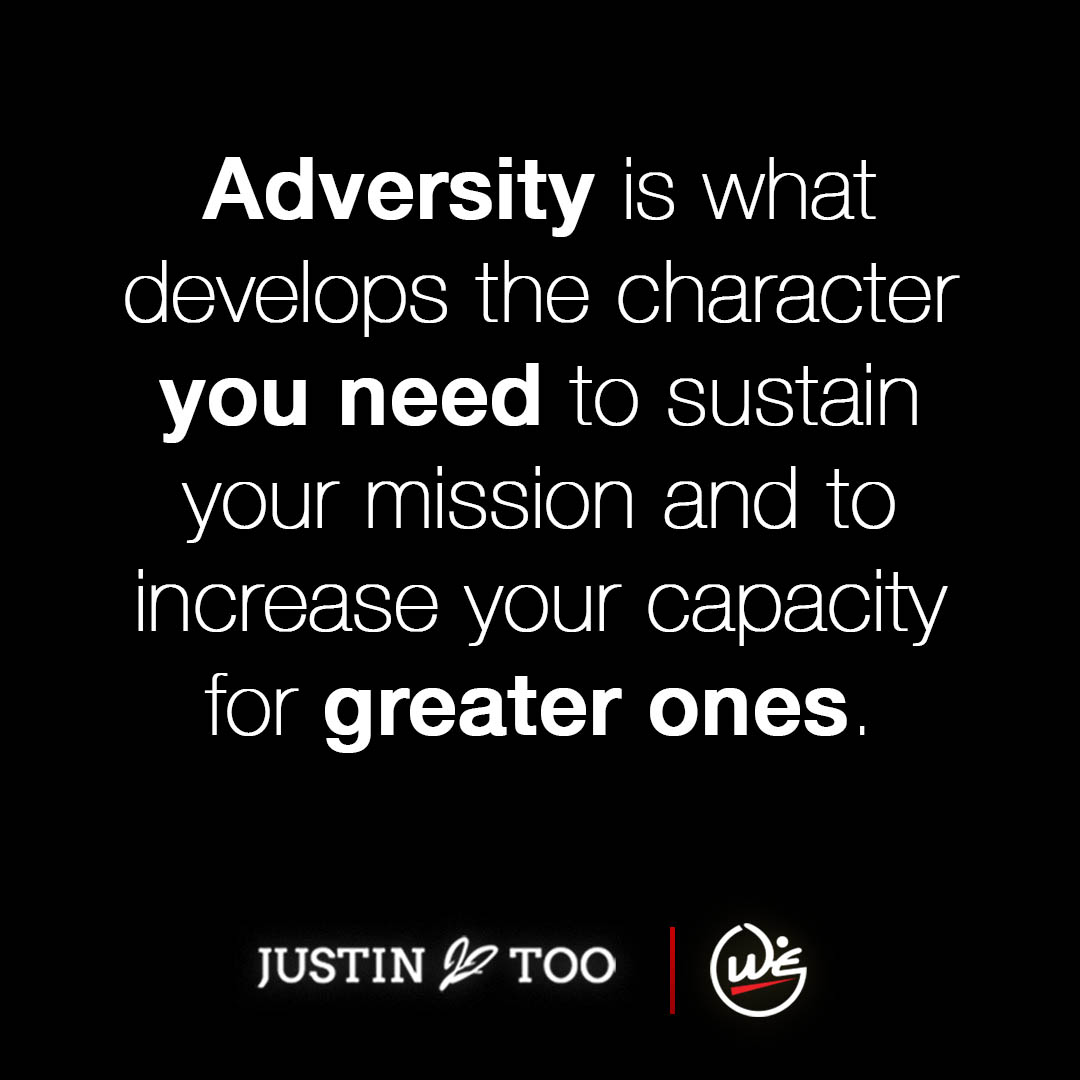 Adversity is what
develops the character
you need to sustain
your mission and to
increase your capacity
for greater ones.
JUSTIN TOO
WE